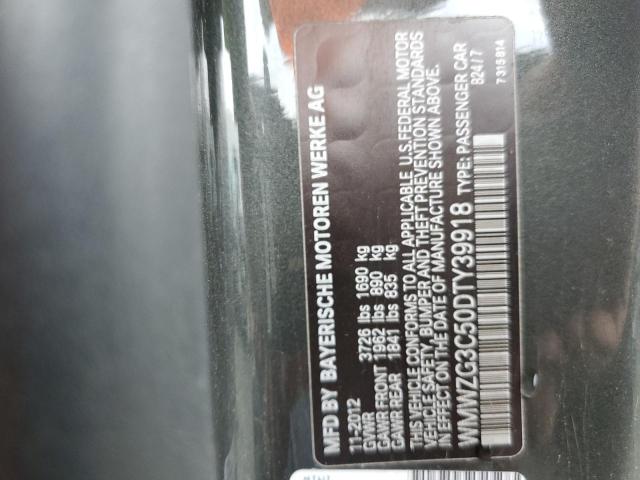 MFD BY BAYERISCHE MOTOREN WERKE AG
11-2012
GVWR 3726 lbs 1690 kg
GAWR FRONT 1962 lbs 890 kg
GAWR REAR 1841 lbs 835 kg
THIS VEHICLE CONFORMS TO ALL APPLICABLE U.S.FEDERAL MOTOR
VEHICLE SAFETY, BUMPER AND THEFT PREVENTION STANDARDS
IN EFFECT ON THE DATE OF MANUFACTURE SHOWN ABOVE.
WMWZG3C50DTY39918 TYPE: PASSENGER CAR
824/7
7315814